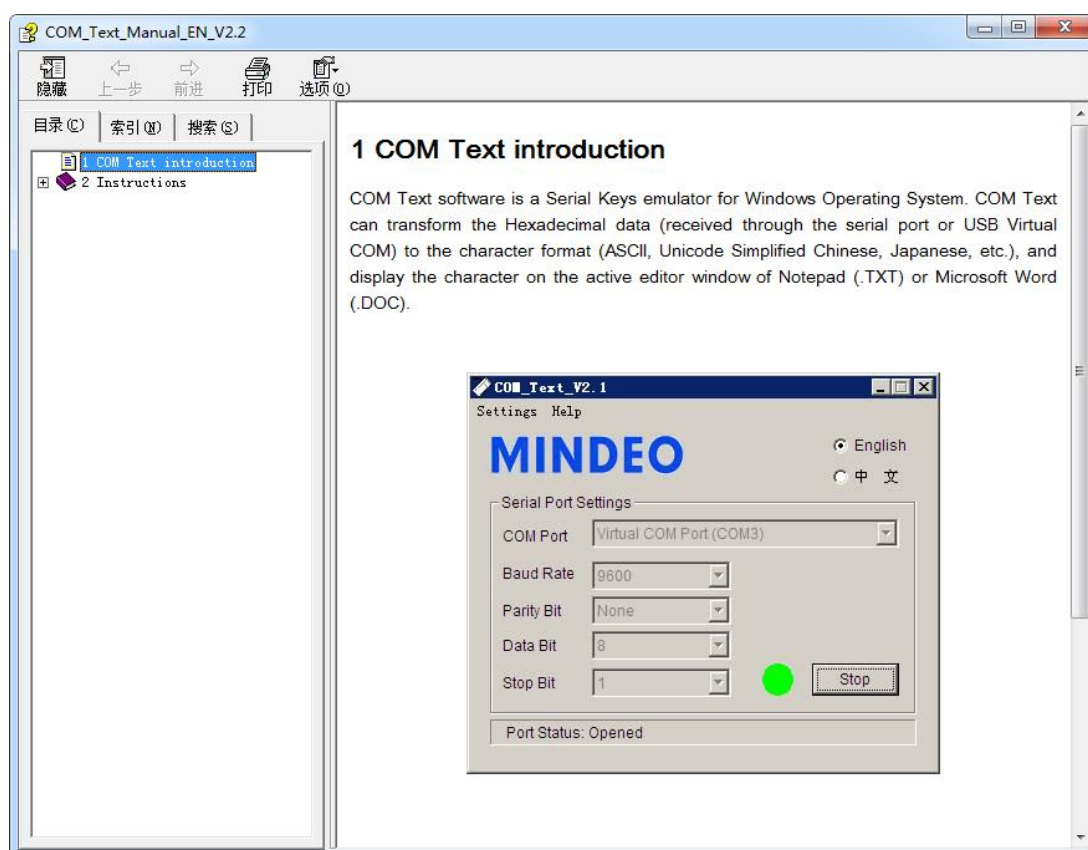 COM_Text_Manual_EN_V2.2
隐藏 上一步 前进 打印 选项(O)
目录(C) 索引(N) 搜索(S)
1 COM Text introduction
2 Instructions
1 COM Text introduction
COM Text software is a Serial Keys emulator for Windows Operating System. COM Text
can transform the Hexadecimal data (received through the serial port or USB Virtual
COM) to the character format (ASCII, Unicode Simplified Chinese, Japanese, etc.), and
display the character on the active editor window of Notepad (.TXT) or Microsoft Word
(.DOC).
COM_Text_V2.1
Settings Help
MINDEO
English
中 文
Serial Port Settings
COM Port Virtual COM Port (COM3)
Baud Rate 9600
Parity Bit None
Data Bit 8
Stop Bit 1
Stop
Port Status: Opened